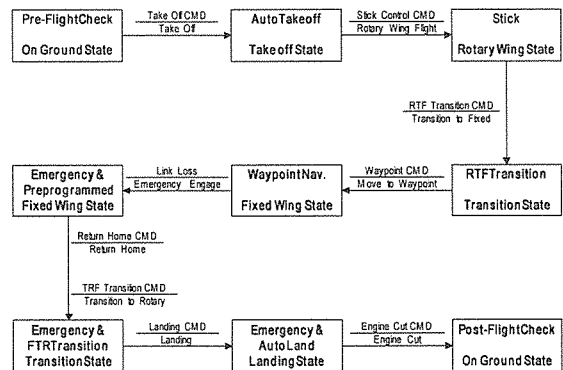 Pre-FlightCheck
On Ground State
Take Off CMD
Take Off
AutoTakeoff
Takeoff State
Stick Control CMD
Rotary Wing Flight
Stick
Rotary Wing State
RTF Transition CMD
Transition to Fixed
Emergency &
Preprogrammed
Fixed Wing State
Link Loss
Emergency Engage
WaypointNav.
Fixed Wing State
Waypoint CMD
Move to Waypoint
RTFTransition
TransitionState
Return Home CMD
Return Home
TRF Transition CMD
Transition to Rotary
Emergency &
FTRTransition
TransitionState
Landing CMD
Landing
Emergency &
AutoLand
LandingState
Engine Cut CMD
Engine Cut
Post-FlightCheck
On Ground State